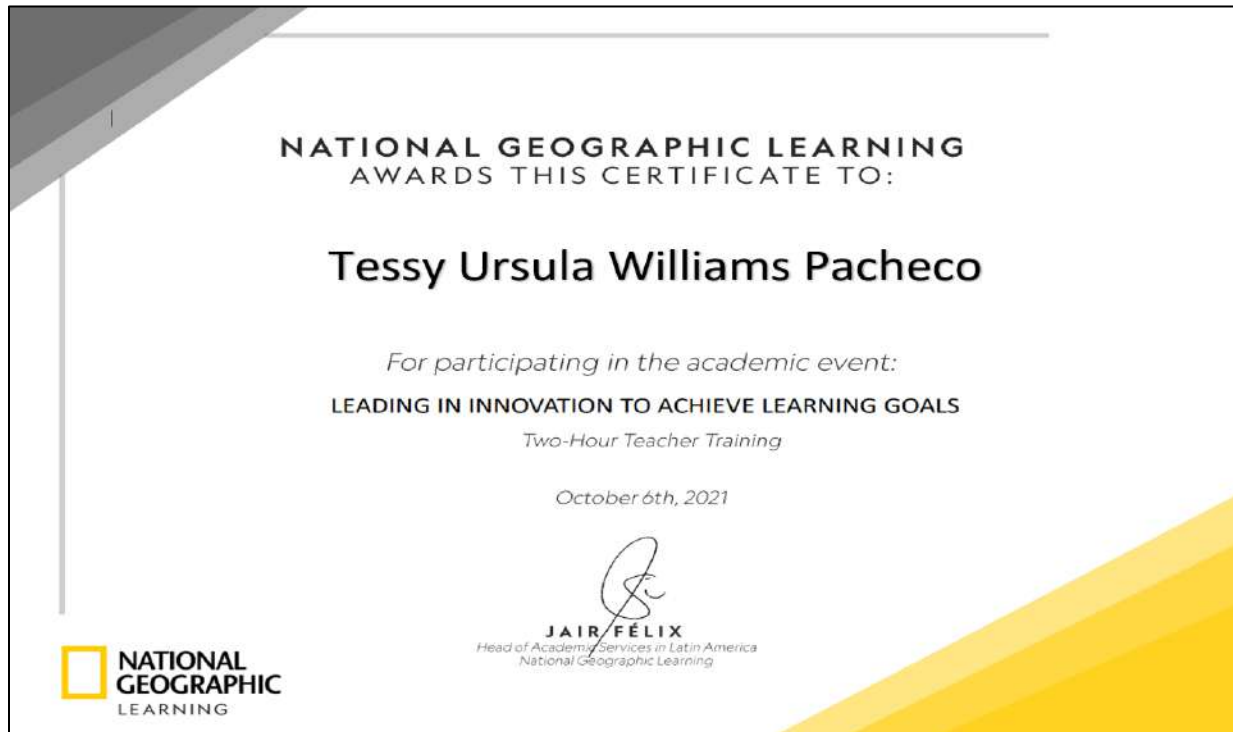 NATIONAL GEOGRAPHIC LEARNING
AWARDS THIS CERTIFICATE TO:
Tessy Ursula Williams Pacheco
For participating in the academic event:
LEADING IN INNOVATION TO ACHIEVE LEARNING GOALS
Two-Hour Teacher Training
October 6th, 2021
JAIR FÉLIX
Head of Academic Services in Latin America
National Geographic Learning
NATIONAL
GEOGRAPHIC
LEARNING